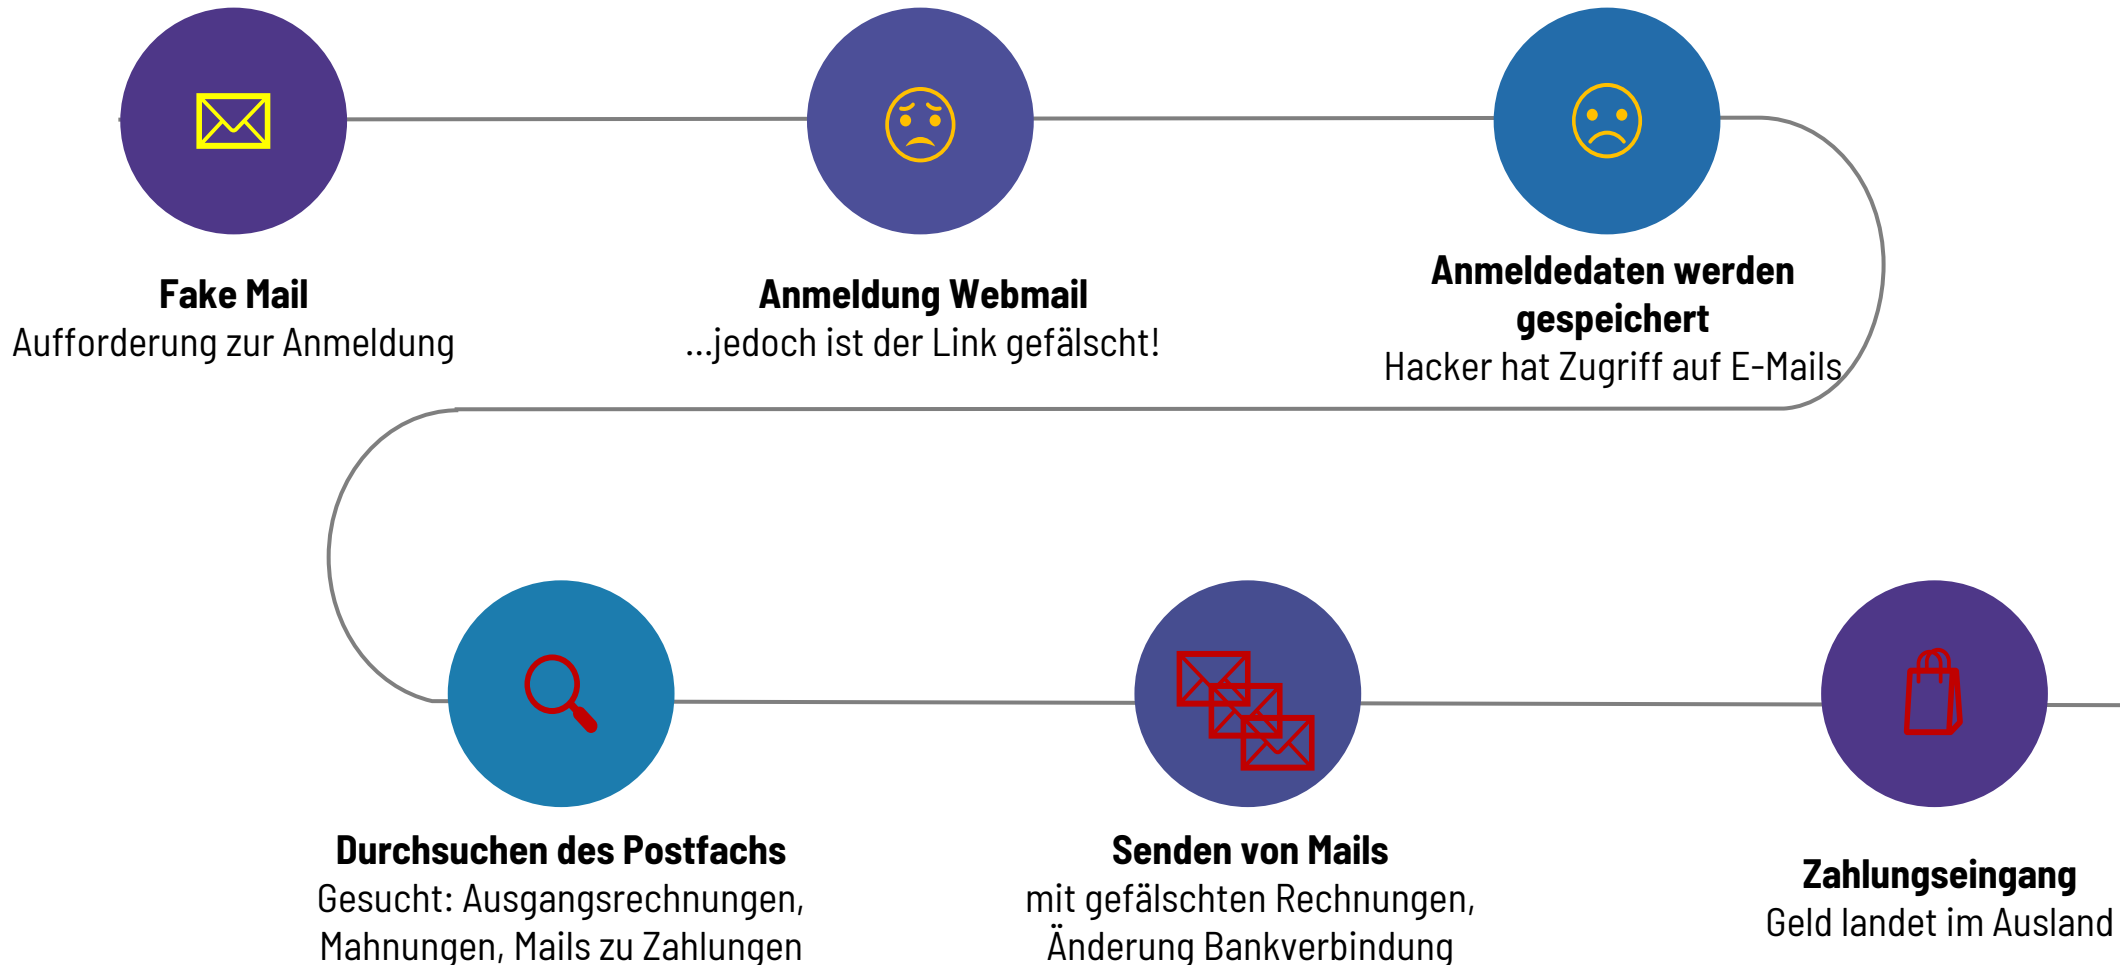 Fake Mail
Aufforderung zur Anmeldung
Anmeldung Webmail
...jedoch ist der Link gefälscht!
Anmeldedaten werden
gespeichert
Hacker hat Zugriff auf E-Mails
Durchsuchen des Postfachs
Gesucht: Ausgangsrechnungen,
Mahnungen, Mails zu Zahlungen
Senden von Mails
mit gefälschten Rechnungen,
Änderung Bankverbindung
Zahlungseingang
Geld landet im Ausland